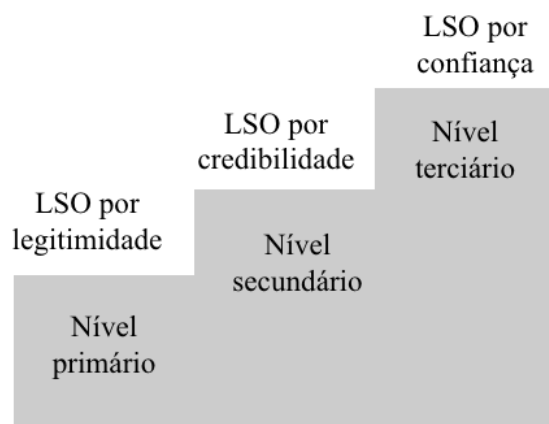 LSO por
confiança
Nível
terciário
LSO por
credibilidade
Nível
secundário
LSO por
legitimidade
Nível
primário